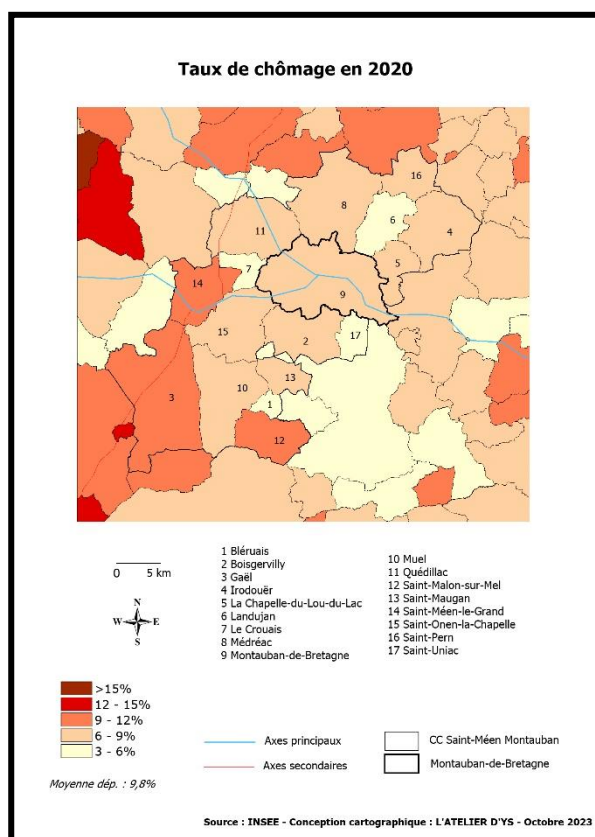 Taux de chômage en 2020
16
8
6
4
11
5
7
14
9
15
2
17
13
10
3
1
12
0 5 km
N
W E
S
1 Bléruais
2 Boisgervilly
3 Gaël
4 Irodouër
5 La Chapelle-du-Lou-du-Lac
6 Landujan
7 Le Crouais
8 Médréac
9 Montauban-de-Bretagne
10 Muel
11 Quédillac
12 Saint-Malon-sur-Mel
13 Saint-Maugan
14 Saint-Méen-le-Grand
15 Saint-Onen-la-Chapelle
16 Saint-Pern
17 Saint-Uniac
>15%
12 - 15%
9 - 12%
6 - 9%
3 - 6%
Moyenne dép. : 9,8%
Axes principaux
Axes secondaires
CC Saint-Méen Montauban
Montauban-de-Bretagne
Source : INSEE - Conception cartographique : L'ATELIER D'YS - Octobre 2023